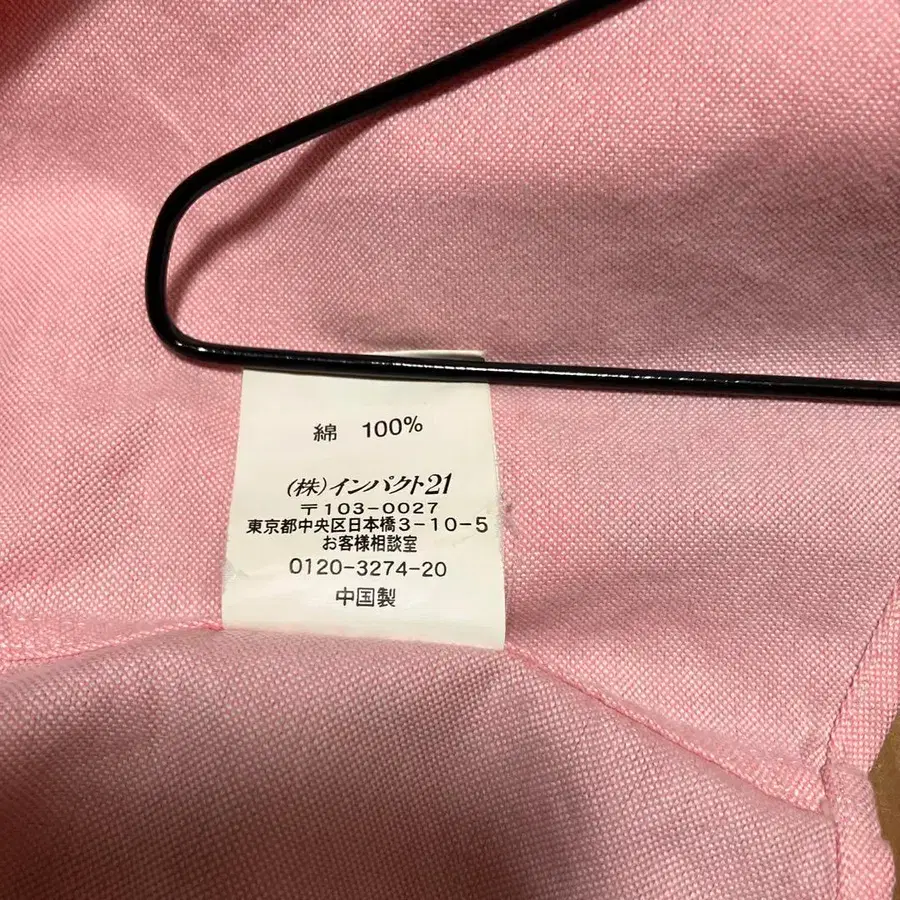 綿 100%
(株)インパクト21
〒103-0027
東京都中央区日本橋3-10-5
お客様相談室
0120-3274-20
中国製